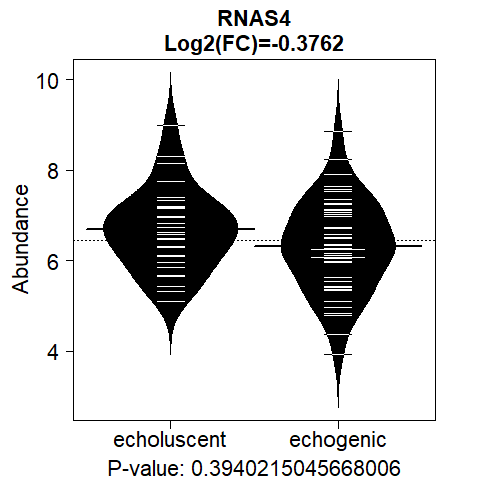 RNAS4
Log2(FC)=-0.3762
Abundance
10
8
6
4
echoluscent echogenic
P-value: 0.3940215045668006